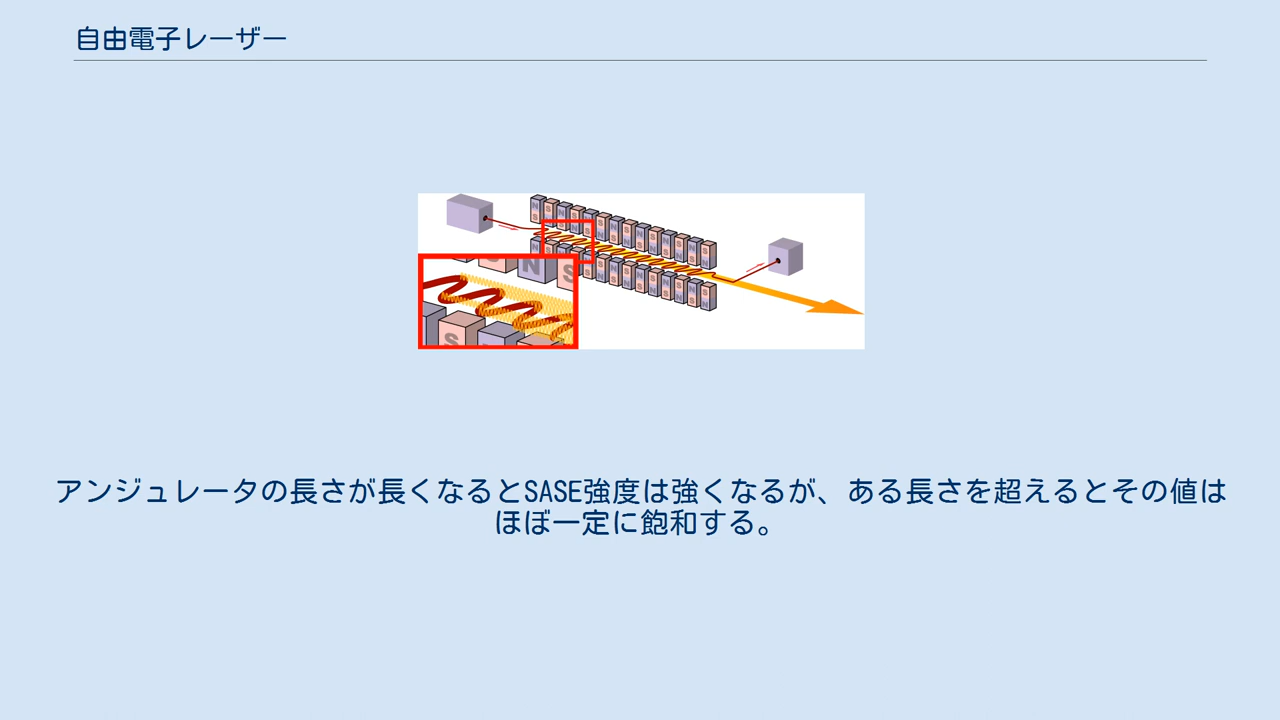 自由電子レーザー
N
S
S
アンジュレータの長さが長くなるとSASE強度は強くなるが、ある長さを超えるとその値は
ほぼ一定に飽和する。